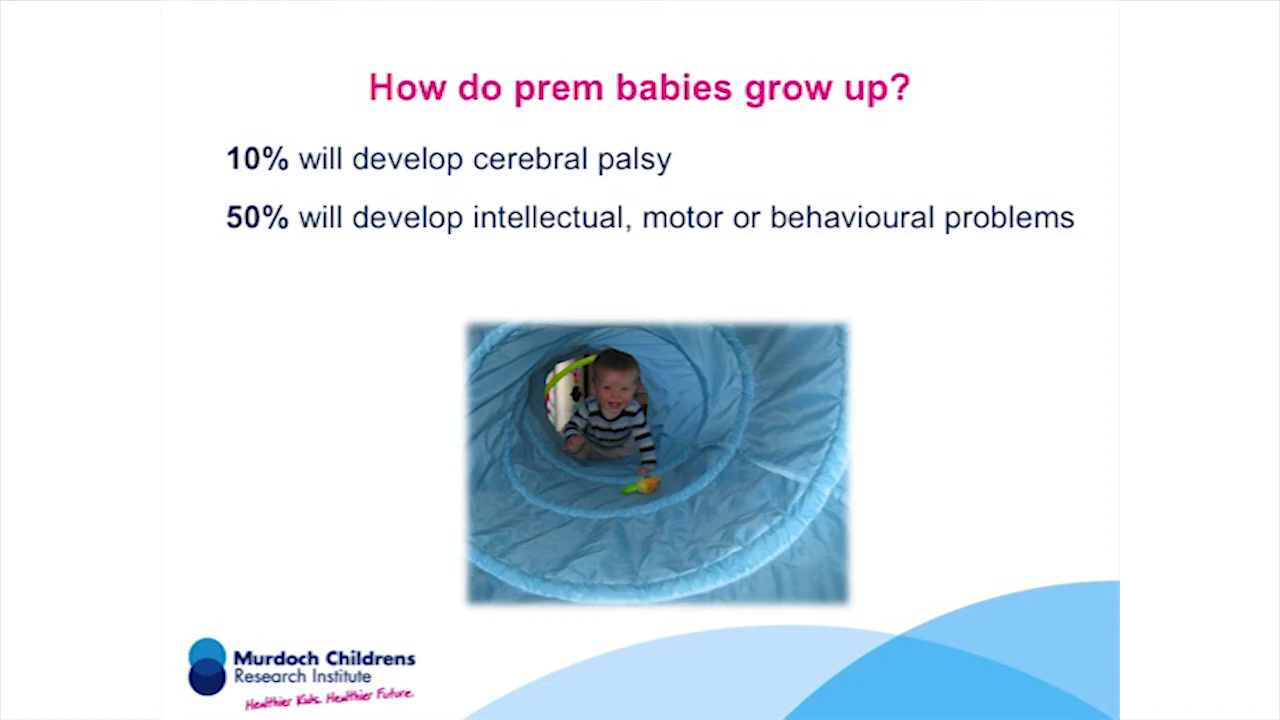 How do prem babies grow up?
10% will develop cerebral palsy
50% will develop intellectual, motor or behavioural problems
Murdoch Childrens
Research Institute
Healthier Kids. Healthier Future.